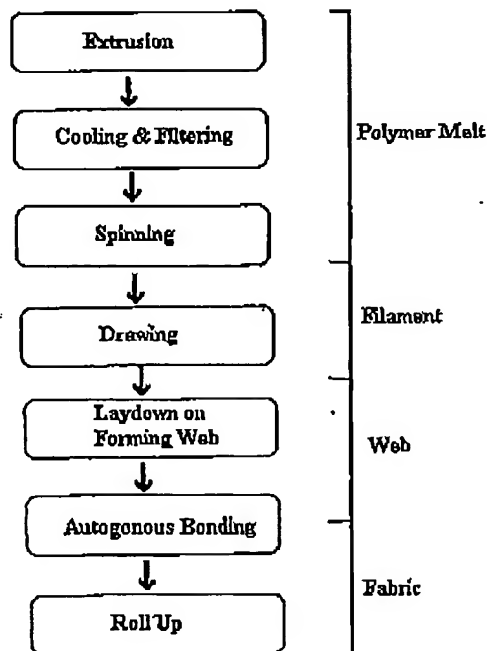 Extrusion
Cooling & Filtering
Polymer Melt
Spinning
Filament
Drawing
Laydown on
Forming Web
Web
Autogonous Bonding
Fabric
Roll Up